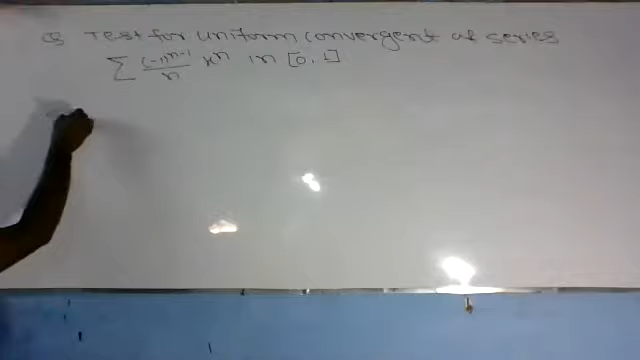 Q Test for uniform convergent of series
∑ (-1)^{n-1}/n x^n in [0, 1]